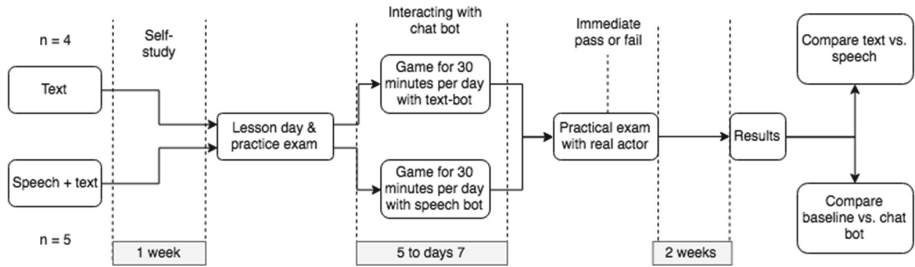 n = 4
Text
Speech + text
n = 5
Self-
study
1 week
Lesson day &
practice exam
Interacting with
chat bot
Game for 30
minutes per day
with text-bot
Game for 30
minutes per day
with speech bot
5 to days 7
Immediate
pass or fail
Practical exam
with real actor
2 weeks
Results
Compare text vs.
speech
Compare
baseline vs. chat
bot